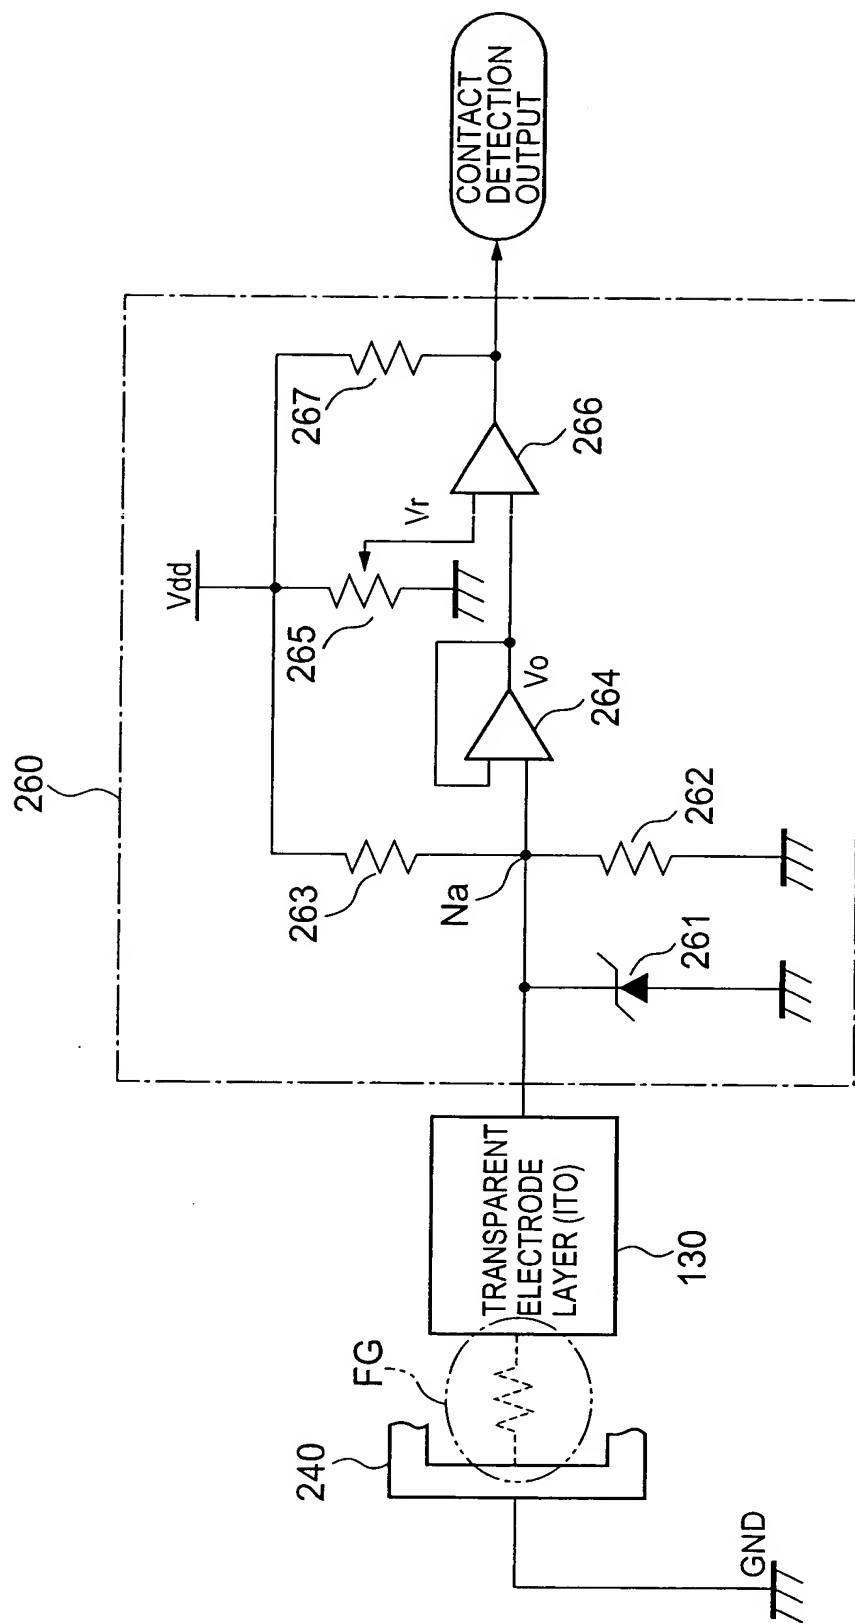 260
Vdd
267
265
Vr
263
266
CONTACT
DETECTION
OUTPUT
Vo
264
Na
262
261
240
FG
TRANSPARENT
ELECTRODE
LAYER (ITO)
130
GND